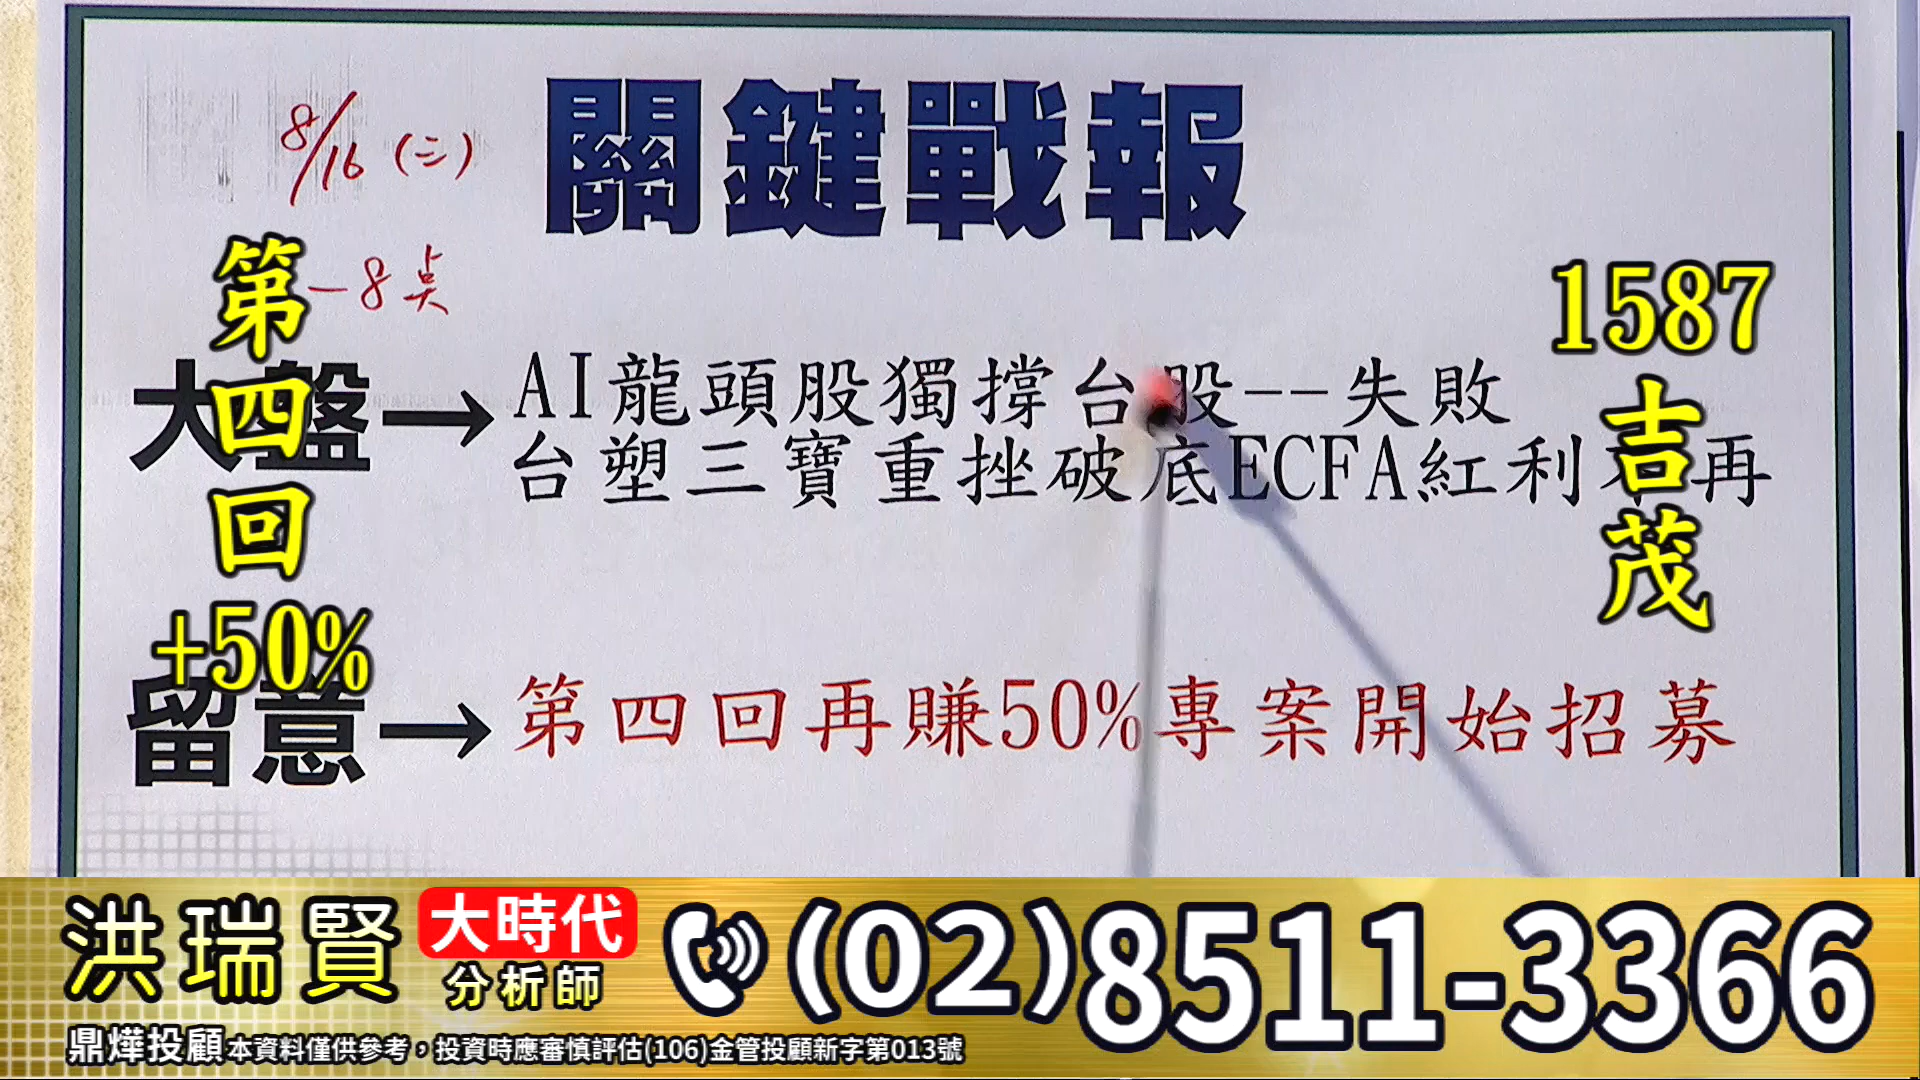 關鍵戰報
8/16 (三)
-8点
大盤→AI龍頭股獨撐台股--失敗
台塑三寶重挫破底ECFA紅利不再
留意→第四回再賺50%專案開始招募
第四回
+50%
1587
吉茂
洪瑞賢
大時代
分析師
(02)8511-3366
鼎燁投顧 本資料僅供參考，投資時應審慎評估(106)金管投顧新字第013號